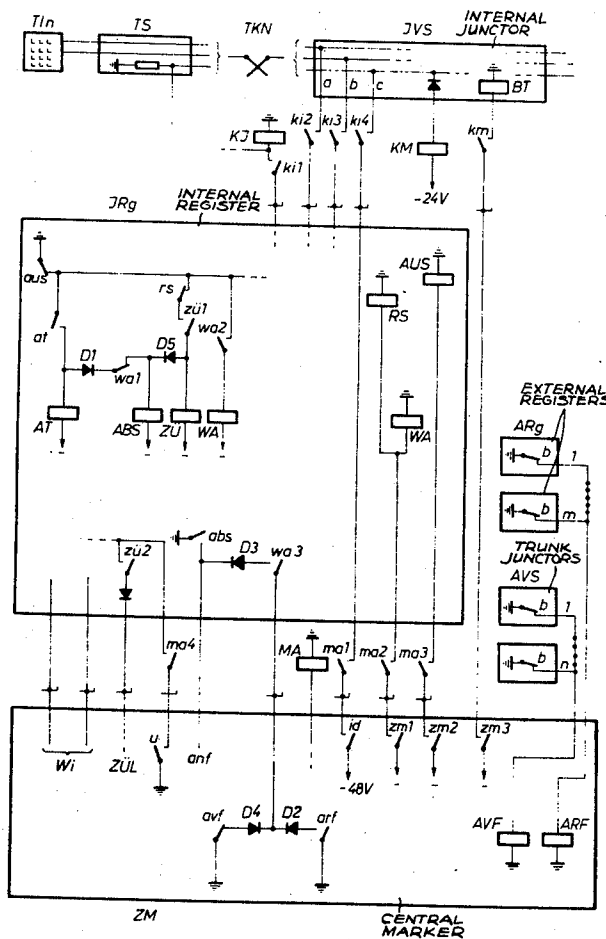 Tln
TS
TKN
JVS
INTERNAL
JUNCTOR
a
b
c
BT
KJ
ki2
ki3
ki4
KM
km
ki1
-24V
JRg
INTERNAL
REGISTER
aus
rs
AUS
zü1
RS
at
wa2
D1
D5
wa1
AT
ABS
ZU
WA
WA
EXTERNAL
REGISTERS
ARg
b
1
b
m
abs
TRUNK
JUNCTORS
zü2
D3
wa3
AVS
b
1
ma4
MA
ma1
ma2
ma3
b
n
u
id
zm1
zm2
zm3
Wi
ZÜL
anf
-48V
avf
D4
D2
arf
AVF
ARF
ZM
CENTRAL
MARKER